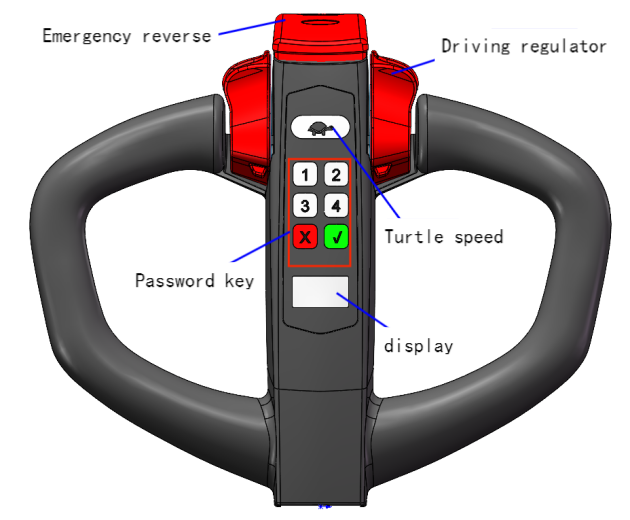 Emergency reverse
Driving regulator
1 2
3 4
X √
Turtle speed
Password key
display